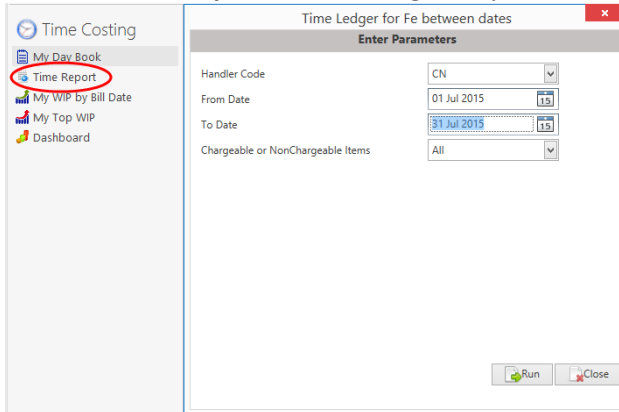 Time Costing
My Day Book
Time Report
My WIP by Bill Date
My Top WIP
Dashboard
Time Ledger for Fe between dates
Enter Parameters
Handler Code CN
From Date 01 Jul 2015 15
To Date 31 Jul 2015 15
Chargeable or NonChargeable Items All
Run Close